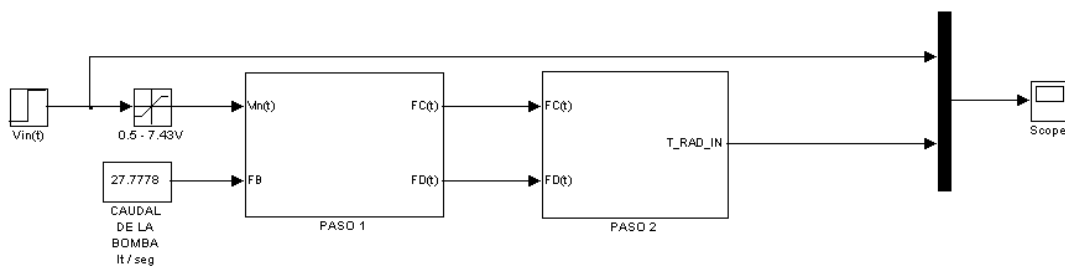 Vin(t)
0.5 - 7.43V
27.7778
CAUDAL
DE LA
BOMBA
lt / seg
Vin(t)
FB
FC(t)
FD(t)
PASO 1
FC(t)
FD(t)
T_RAD_IN
PASO 2
Scope